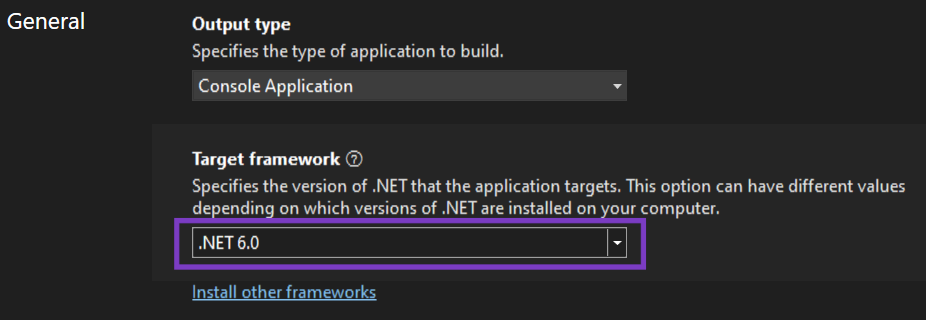 General
Output type
Specifies the type of application to build.
Console Application
Target framework ?
Specifies the version of .NET that the application targets. This option can have different values
depending on which versions of .NET are installed on your computer.
.NET 6.0
Install other frameworks